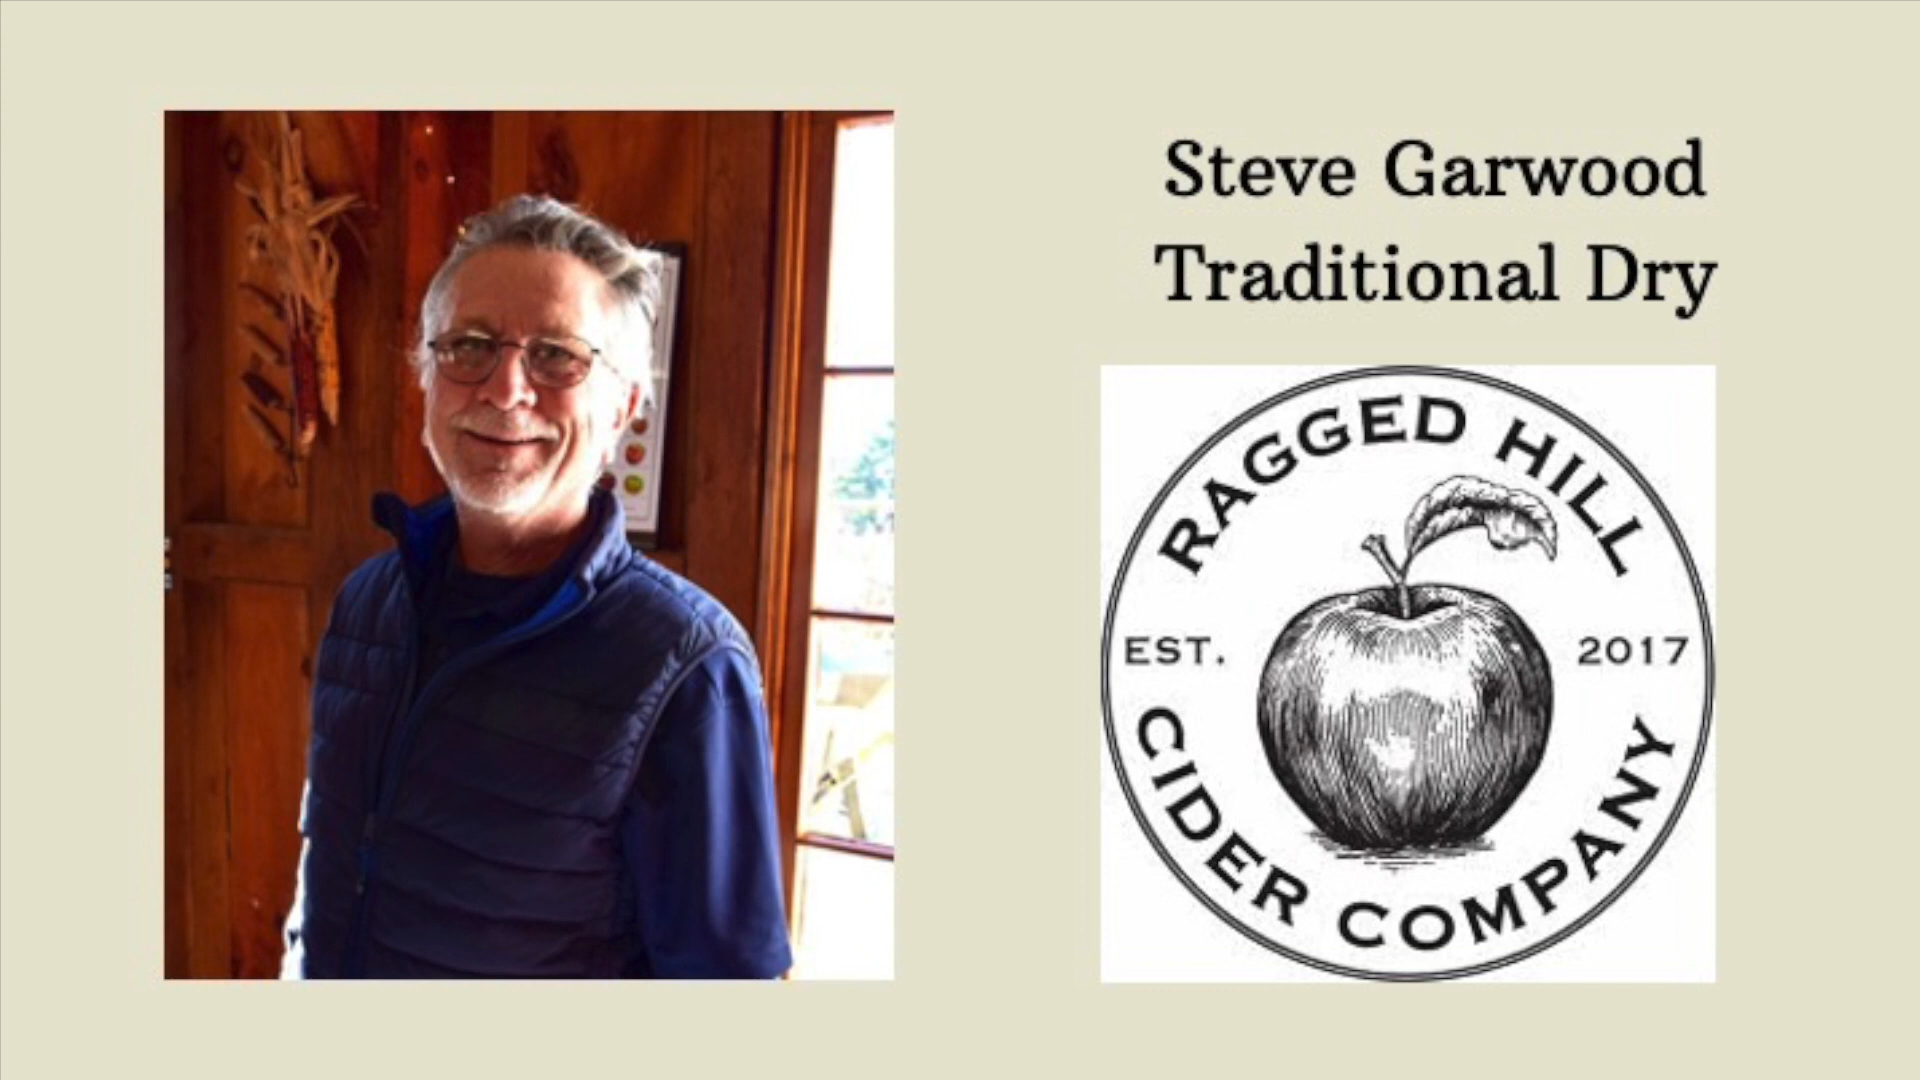 Steve Garwood
Traditional Dry
RAGGED HILL
EST. 2017
CIDER COMPANY